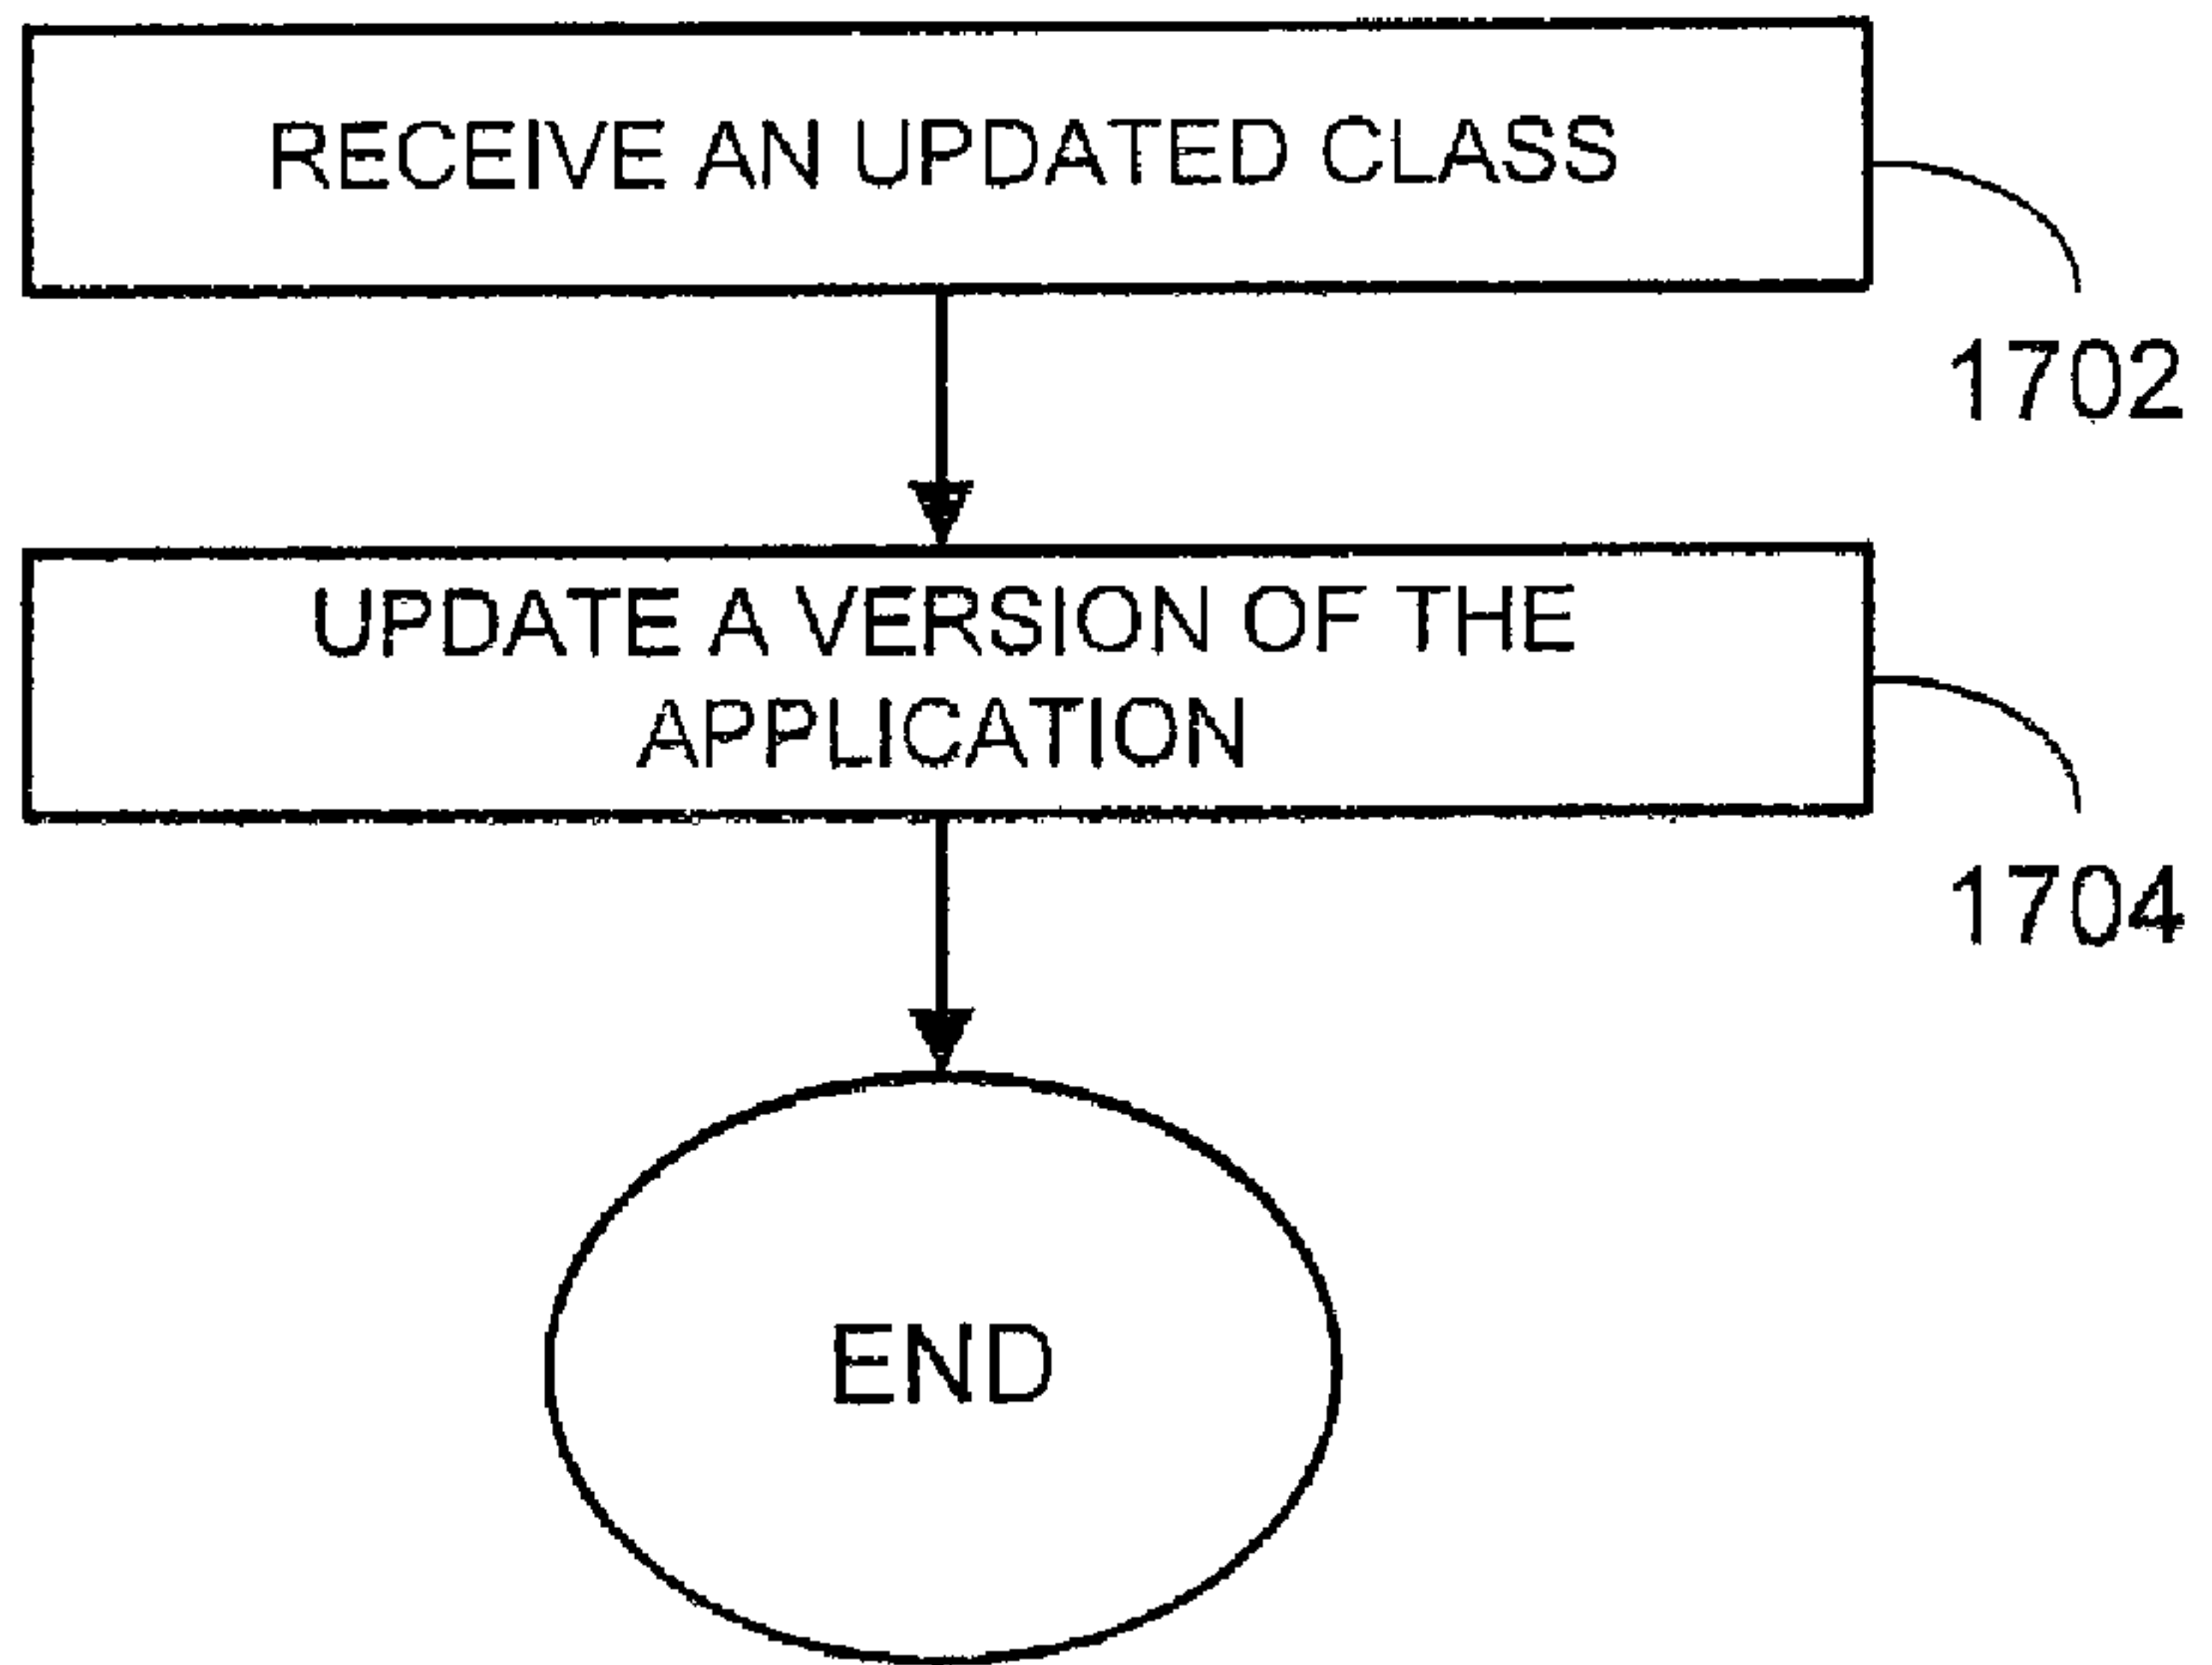 RECEIVE AN UPDATED CLASS
1702
UPDATE A VERSION OF THE
APPLICATION
1704
END